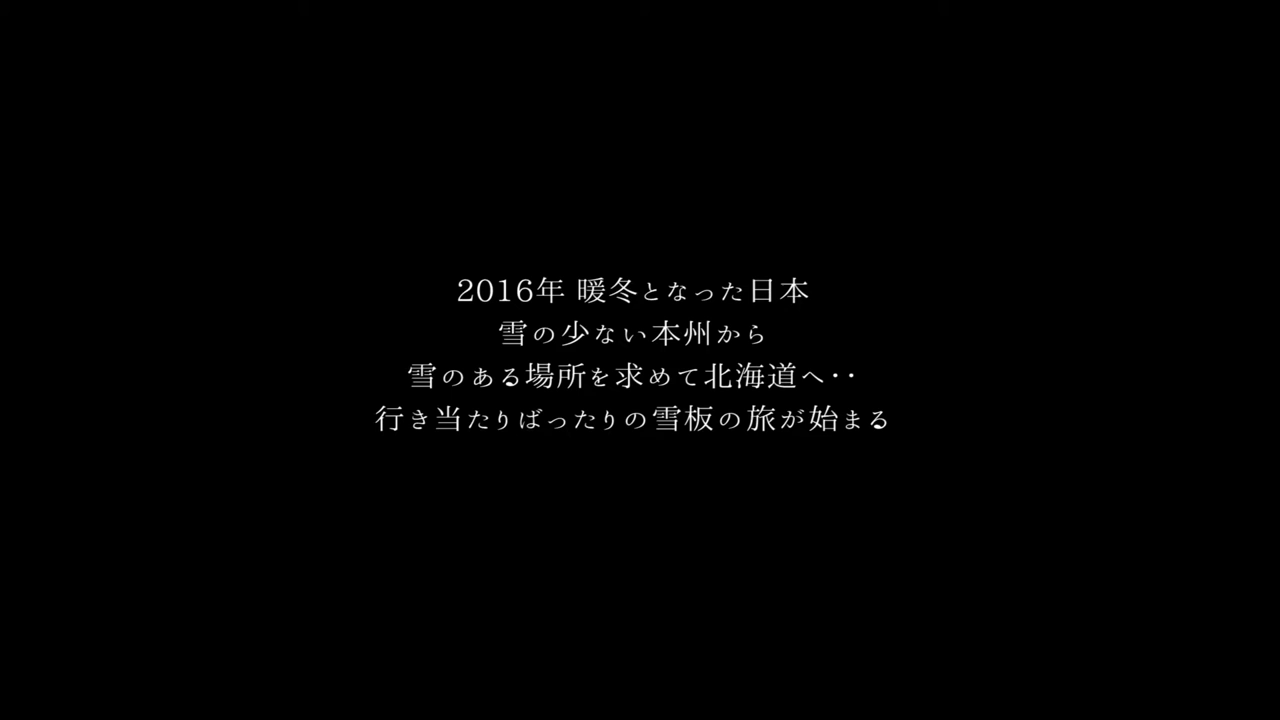 2016年 暖冬となった日本
雪の少ない本州から
雪のある場所を求めて北海道へ‥
行き当たりばったりの雪板の旅が始まる